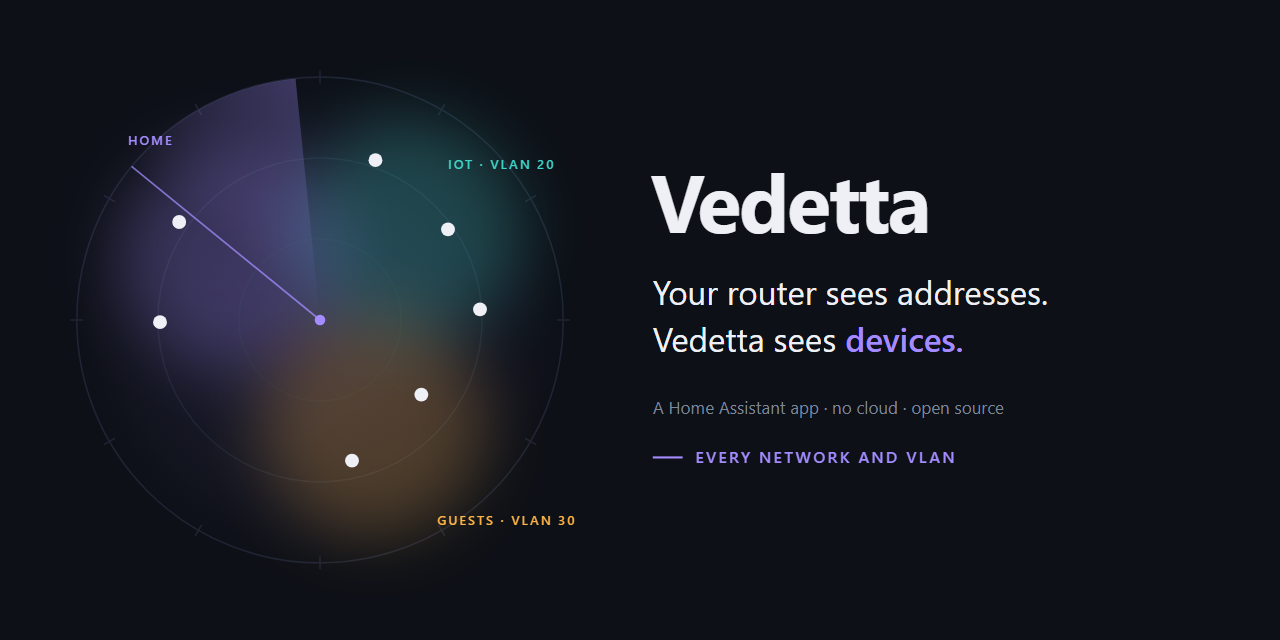 HOME
IOT · VLAN 20
GUESTS · VLAN 30
Vedetta
Your router sees addresses.
Vedetta sees devices.
A Home Assistant app · no cloud · open source
EVERY NETWORK AND VLAN